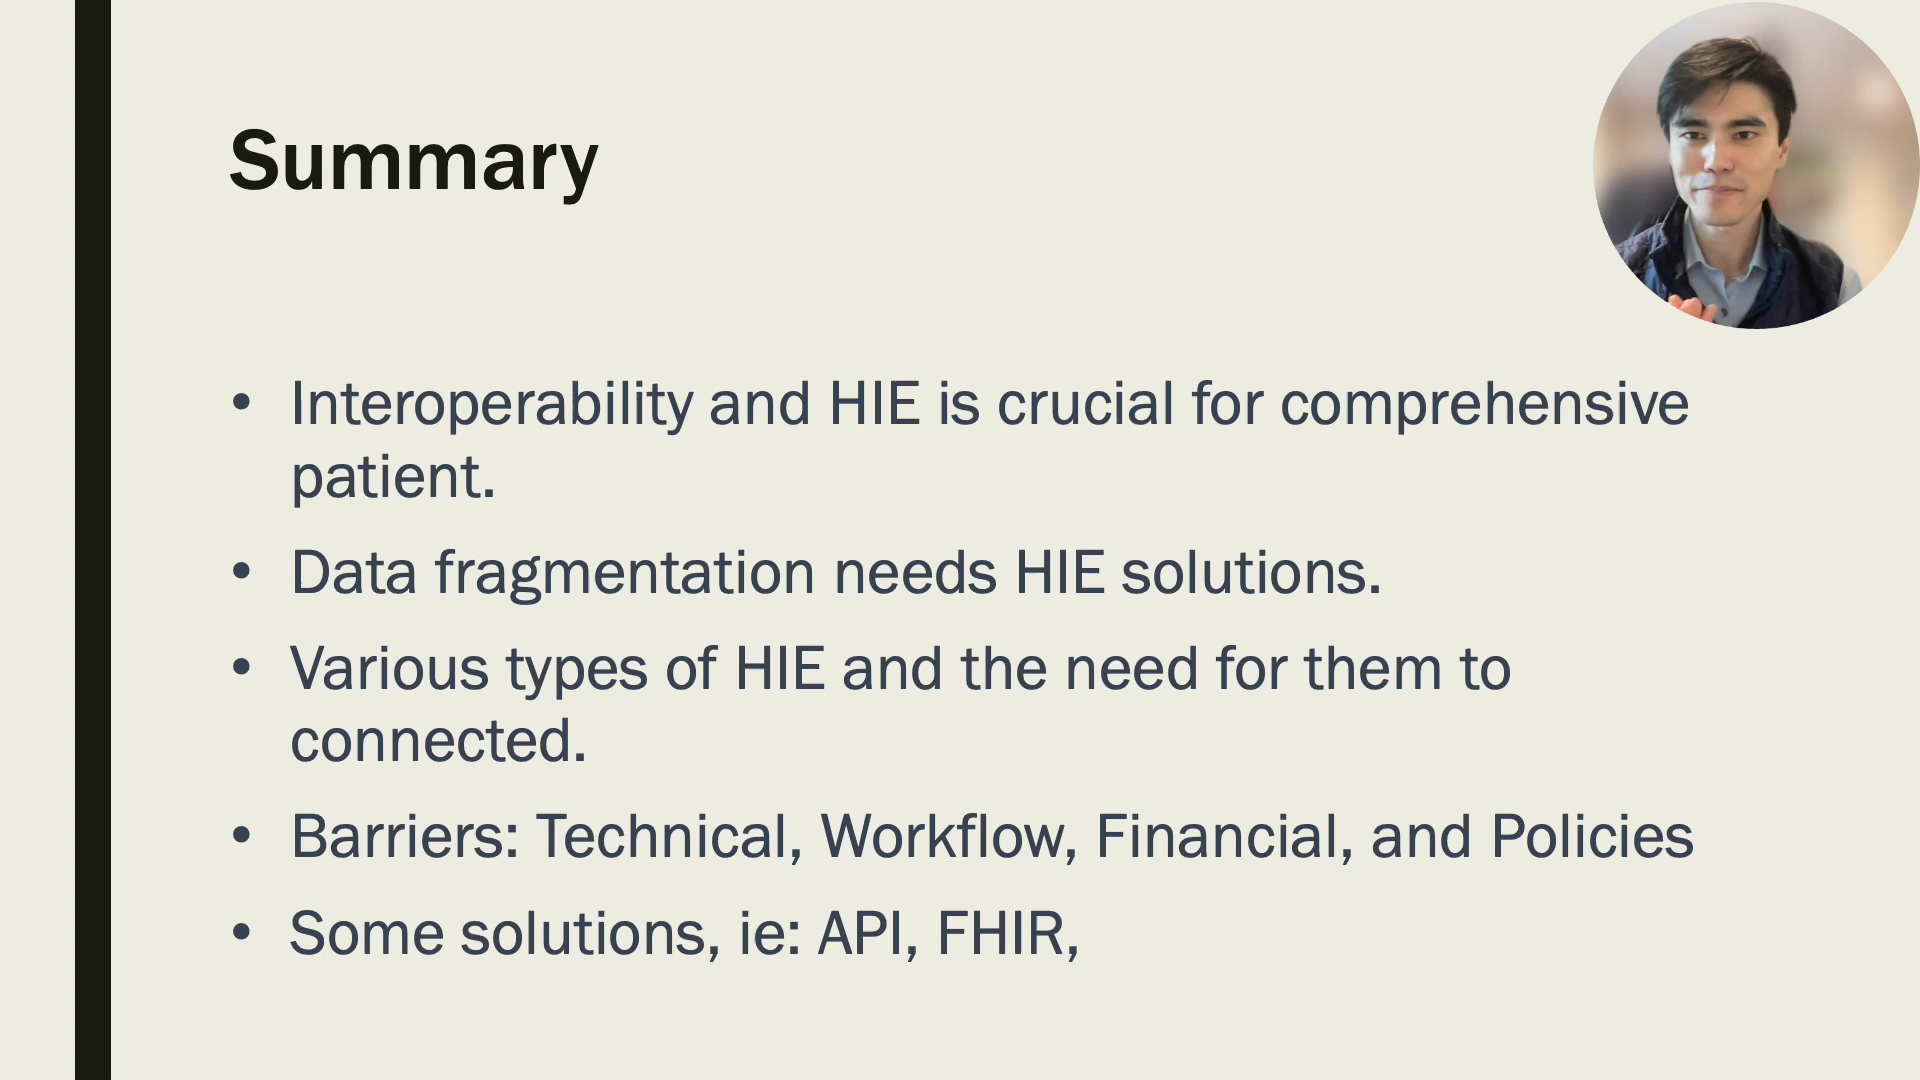 Summary
• Interoperability and HIE is crucial for comprehensive
patient.
• Data fragmentation needs HIE solutions.
• Various types of HIE and the need for them to
connected.
• Barriers: Technical, Workflow, Financial, and Policies
• Some solutions, ie: API, FHIR,